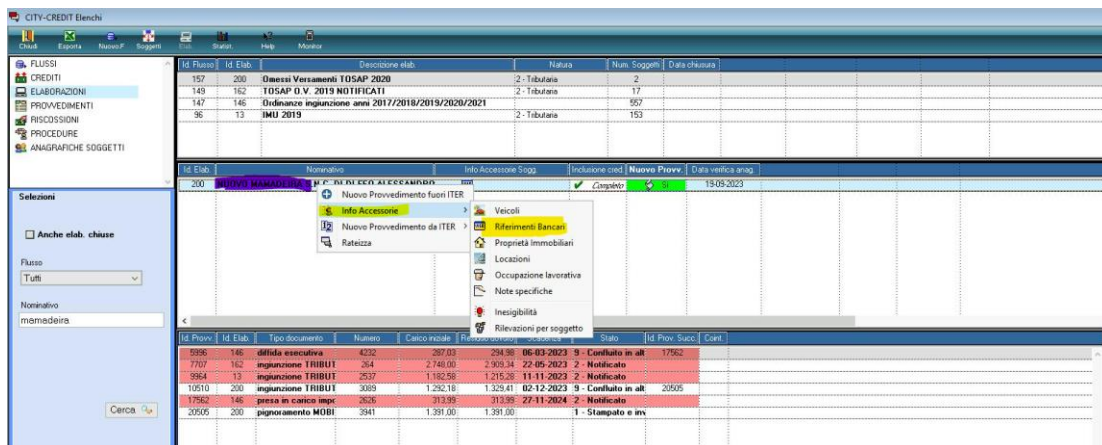 CITY-CREDIT Elenchi
Chiudi Esporta Nuovo.F Soggetti Elab. Statist. Help Monitor
FLUSSI
CREDITI
ELABORAZIONI
PROVVEDIMENTI
RISCOSSIONI
PROCEDURE
ANAGRAFICHE SOGGETTI
Selezioni
Anche elab. chiuse
Flusso
Tutti
Nominativo
mamadeira
Cerca
Id. Flusso Id. Elab. Descrizione elab. Natura Num. Soggetti Data chiusura
157 200 Omessi Versamenti TOSAP 2020 2 - Tributaria 2
149 162 TOSAP O.V. 2019 NOTIFICATI 2 - Tributaria 17
147 146 Ordinanze ingiunzione anni 2017/2018/2019/2020/2021 557
96 13 IMU 2019 2 - Tributaria 153
Id. Elab. Nominativo Info Accessorie Sogg. Inclusione cred Nuovo Provv. Data verifica anag.
200 NUOVO MAMADEIRA S.N.C. DI DI FEO ALESSANDRO Completo Si 19-09-2023
Nuovo Provvedimento fuori ITER
Info Accessorie
Nuovo Provvedimento da ITER
Rateizza
Veicoli
Riferimenti Bancari
Proprietà Immobiliari
Locazioni
Occupazione lavorativa
Note specifiche
Inesigibilità
Rilevazioni per soggetto
Id. Provv. Id. Elab. Tipo documento Numero Carico iniziale Residuo dovuto Scadenza Stato Id. Prov. Succ. Coint.
5996 146 diffida esecutiva 4232 287,03 294,98 06-03-2023 9 - Confluito in alt 17562
7707 162 ingiunzione TRIBUT 264 2.748,00 2.909,34 22-05-2023 2 - Notificato
9964 13 ingiunzione TRIBUT 2537 1.182,58 1.215,28 11-11-2023 2 - Notificato
10510 200 ingiunzione TRIBUT 3089 1.292,18 1.329,41 02-12-2023 9 - Confluito in alt 20505
17562 146 presa in carico impo 2626 313,99 313,99 27-11-2024 2 - Notificato
20505 200 pignoramento MOBI 3941 1.391,00 1.391,00 1 - Stampato e inv